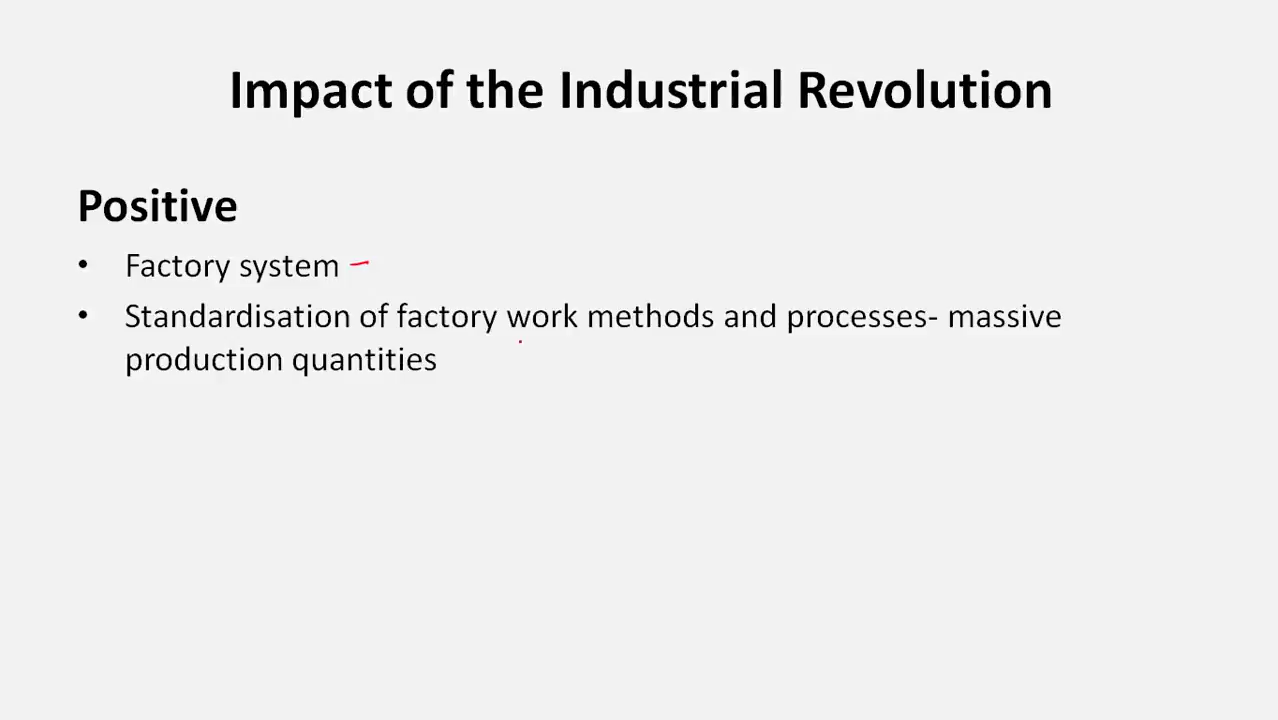 Impact of the Industrial Revolution
Positive
• Factory system
• Standardisation of factory work methods and processes- massive
production quantities